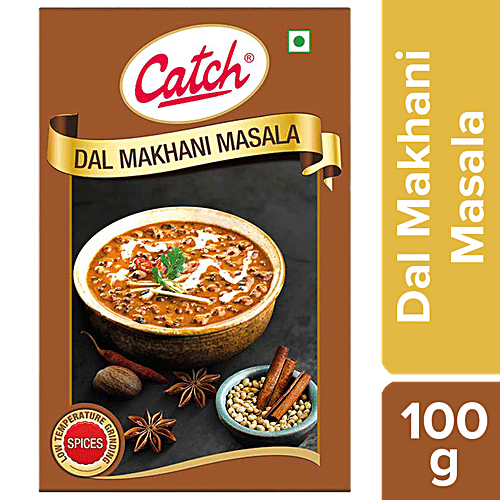 Catch®
DAL MAKHANI MASALA
LOW TEMPERATURE GRINDING
SPICES
Dal Makhani
Masala
100
g